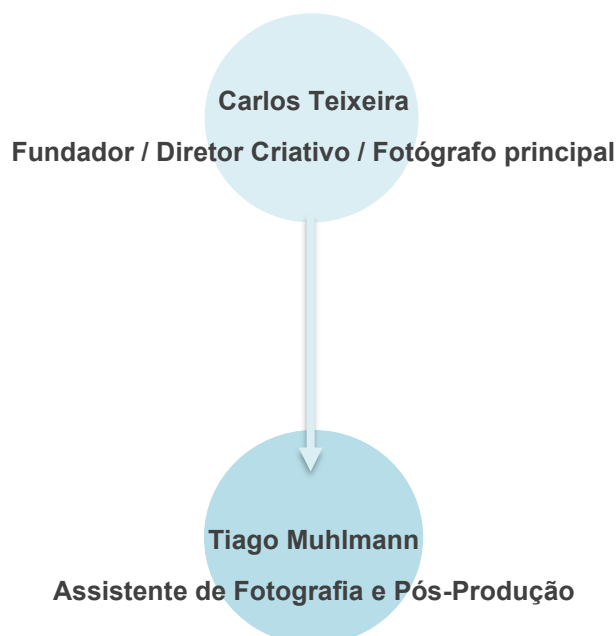 Carlos Teixeira
Fundador / Diretor Criativo / Fotógrafo principal
Tiago Muhlmann
Assistente de Fotografia e Pós-Produção